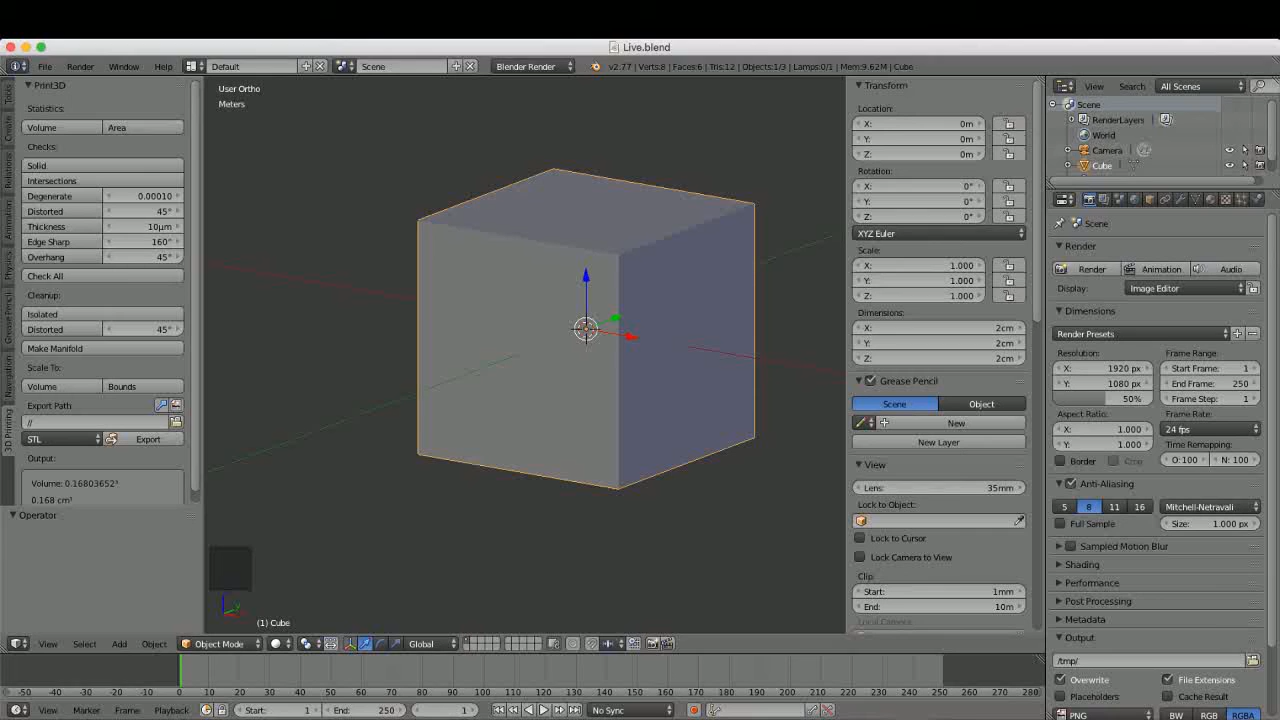 Live.blend
File Render Window Help Default Scene Blender Render v2.77 | Verts:8 | Faces:6 | Tris:12 | Objects:1/3 | Lamps:0/1 | Mem:9.62M | Cube
Tools
Create
Relations
Animation
Physics
Grease Pencil
Navigation
3D Printing
Print3D
Statistics:
Volume Area
Checks:
Solid
Intersections
Degenerate 0.00010
Distorted 45°
Thickness 10µm
Edge Sharp 160°
Overhang 45°
Check All
Cleanup:
Isolated
Distorted 45°
Make Manifold
Scale To:
Volume Bounds
Export Path:
//
STL Export
Output:
Volume: 0.16803652³
0.168 cm³
Operator
User Ortho
Meters
(1) Cube
Transform
Location:
X: 0m
Y: 0m
Z: 0m
Rotation:
X: 0°
Y: 0°
Z: 0°
XYZ Euler
Scale:
X: 1.000
Y: 1.000
Z: 1.000
Dimensions:
X: 2cm
Y: 2cm
Z: 2cm
Grease Pencil
Scene Object
New
New Layer
View
Lens: 35mm
Lock to Object:
Lock to Cursor
Lock Camera to View
Clip:
Start: 1mm
End: 10m
Local Camera:
View Search All Scenes
Scene
RenderLayers
World
Camera
Cube
Scene
Render
Render Animation Audio
Display: Image Editor
Dimensions
Render Presets
Resolution: Frame Range:
X: 1920 px Start Frame: 1
Y: 1080 px End Frame: 250
50% Frame Step: 1
Aspect Ratio: Frame Rate:
X: 1.000 24 fps
Y: 1.000 Time Remapping:
Border Crop O:100 N: 100
Anti-Aliasing
5 8 11 16 Mitchell-Netravali
Full Sample Size: 1.000 px
Sampled Motion Blur
Shading
Performance
Post Processing
Metadata
Output
/tmp/
Overwrite File Extensions
Placeholders Cache Result
PNG BW RGB RGBA
View Select Add Object Object Mode Global
-50 -40 -30 -20 -10 0 10 20 30 40 50 60 70 80 90 100 110 120 130 140 150 160 170 180 190 200 210 220 230 240 250 260 270 280
View Marker Frame Playback Start: 1 End: 250 1 No Sync